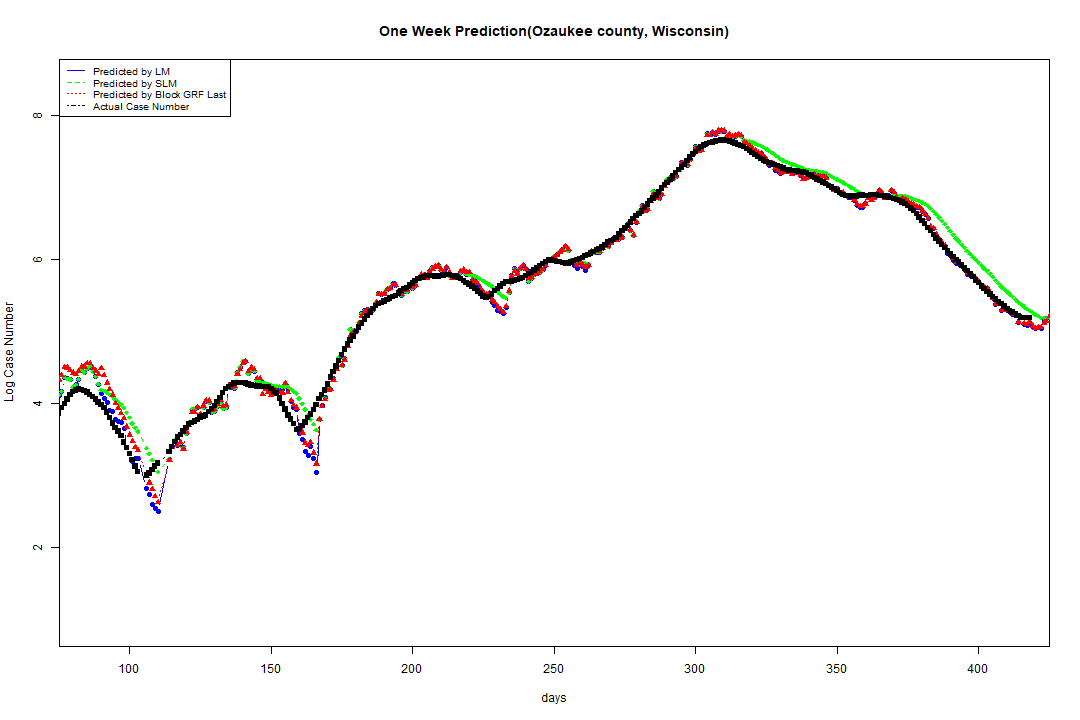 One Week Prediction(Ozaukee county, Wisconsin)
Predicted by LM
Predicted by SLM
Predicted by Block GRF Last
Actual Case Number
8
6
4
2
Log Case Number
100 150 200 250 300 350 400
days